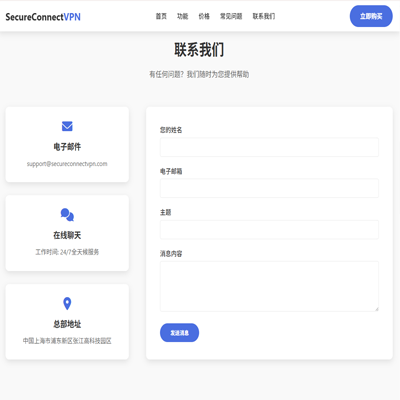 SecureConnectVPN
首页 功能 价格 常见问题 联系我们
立即购买
联系我们
有任何问题？我们随时为您提供帮助
电子邮件
support@secureconnectvpn.com
在线聊天
工作时间: 24/7全天候服务
总部地址
中国上海市浦东新区张江高科技园区
您的姓名
电子邮箱
主题
消息内容
发送消息